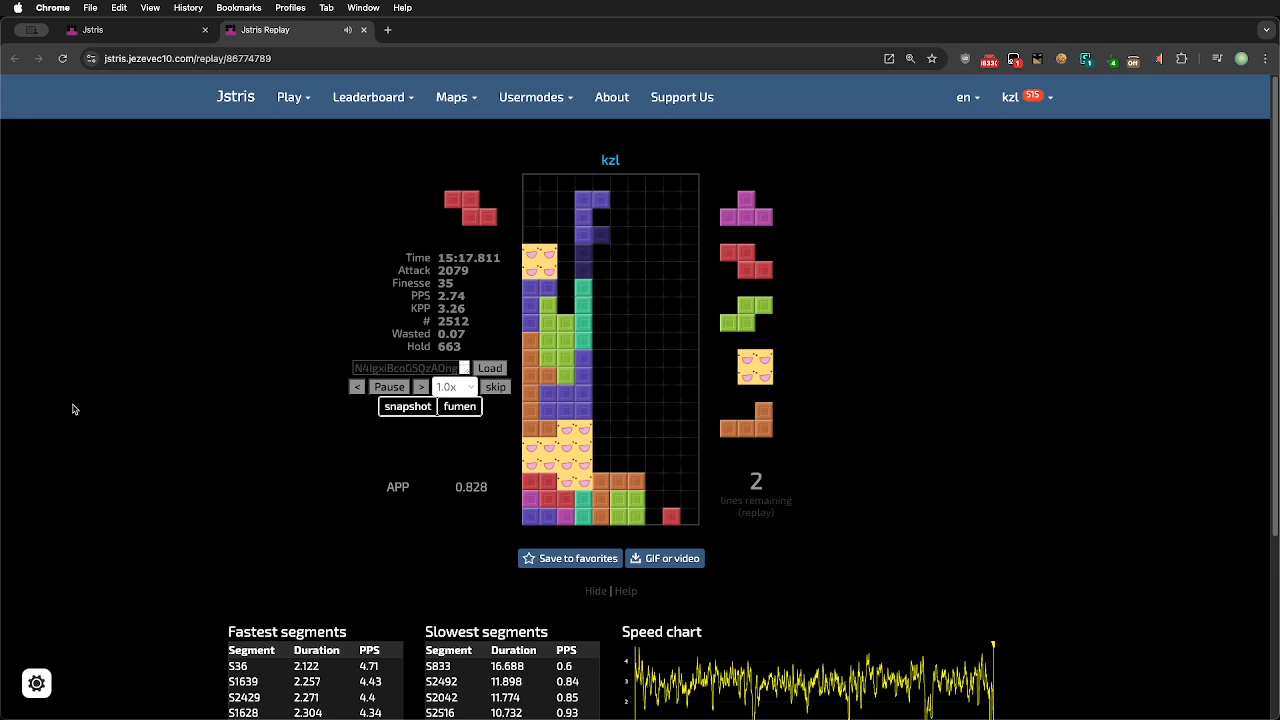 Chrome File Edit View History Bookmarks Profiles Tab Window Help
Jstris
Jstris Replay
jstris.jezevec10.com/replay/86774789
Jstris Play Leaderboard Maps Usermodes About Support Us en kzl 515
kzl
Time 15:17.811
Attack 2079
Finesse 35
PPS 2.74
KPP 3.26
# 2512
Wasted 0.07
Hold 663
Load
< Pause > 1.0x skip
snapshot fumen
APP 0.828
2
lines remaining
(replay)
Save to favorites GIF or video
Hide | Help
Fastest segments
Segment Duration PPS
S36 2.122 4.71
S1639 2.257 4.43
S2429 2.271 4.4
S1628 2.304 4.34
Slowest segments
Segment Duration PPS
S833 16.688 0.6
S2492 11.898 0.84
S2042 11.774 0.85
S2516 10.732 0.93
Speed chart
4
3
2